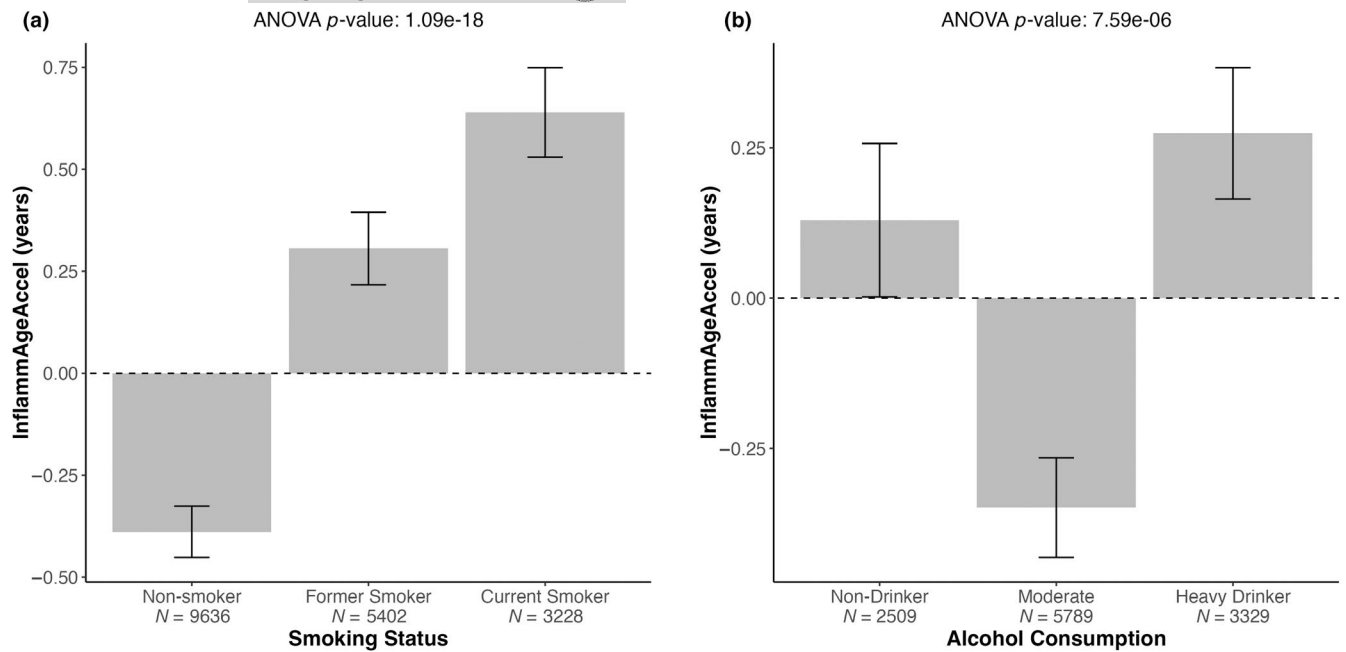 (a)
ANOVA p-value: 1.09e-18
InflammAgeAccel (years)
0.75
0.50
0.25
0.00
−0.25
−0.50
Non-smoker
N = 9636
Former Smoker
N = 5402
Current Smoker
N = 3228
Smoking Status
(b)
ANOVA p-value: 7.59e-06
InflammAgeAccel (years)
0.25
0.00
−0.25
Non-Drinker
N = 2509
Moderate
N = 5789
Heavy Drinker
N = 3329
Alcohol Consumption